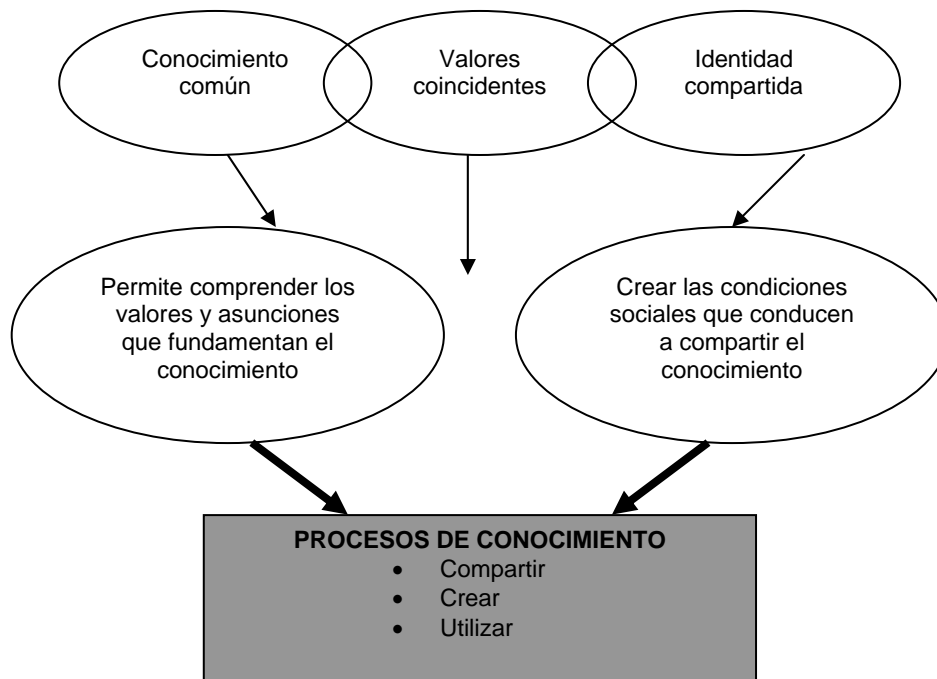 Conocimiento
común
Valores
coincidentes
Identidad
compartida
Permite comprender los
valores y asunciones
que fundamentan el
conocimiento
Crear las condiciones
sociales que conducen
a compartir el
conocimiento
PROCESOS DE CONOCIMIENTO
• Compartir
• Crear
• Utilizar